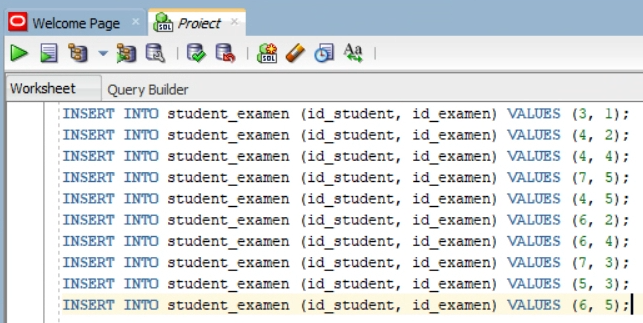 Welcome Page
Proiect
Worksheet
Query Builder
INSERT INTO student_examen (id_student, id_examen) VALUES (3, 1);
INSERT INTO student_examen (id_student, id_examen) VALUES (4, 2);
INSERT INTO student_examen (id_student, id_examen) VALUES (4, 4);
INSERT INTO student_examen (id_student, id_examen) VALUES (7, 5);
INSERT INTO student_examen (id_student, id_examen) VALUES (4, 5);
INSERT INTO student_examen (id_student, id_examen) VALUES (6, 2);
INSERT INTO student_examen (id_student, id_examen) VALUES (6, 4);
INSERT INTO student_examen (id_student, id_examen) VALUES (7, 3);
INSERT INTO student_examen (id_student, id_examen) VALUES (5, 3);
INSERT INTO student_examen (id_student, id_examen) VALUES (6, 5);